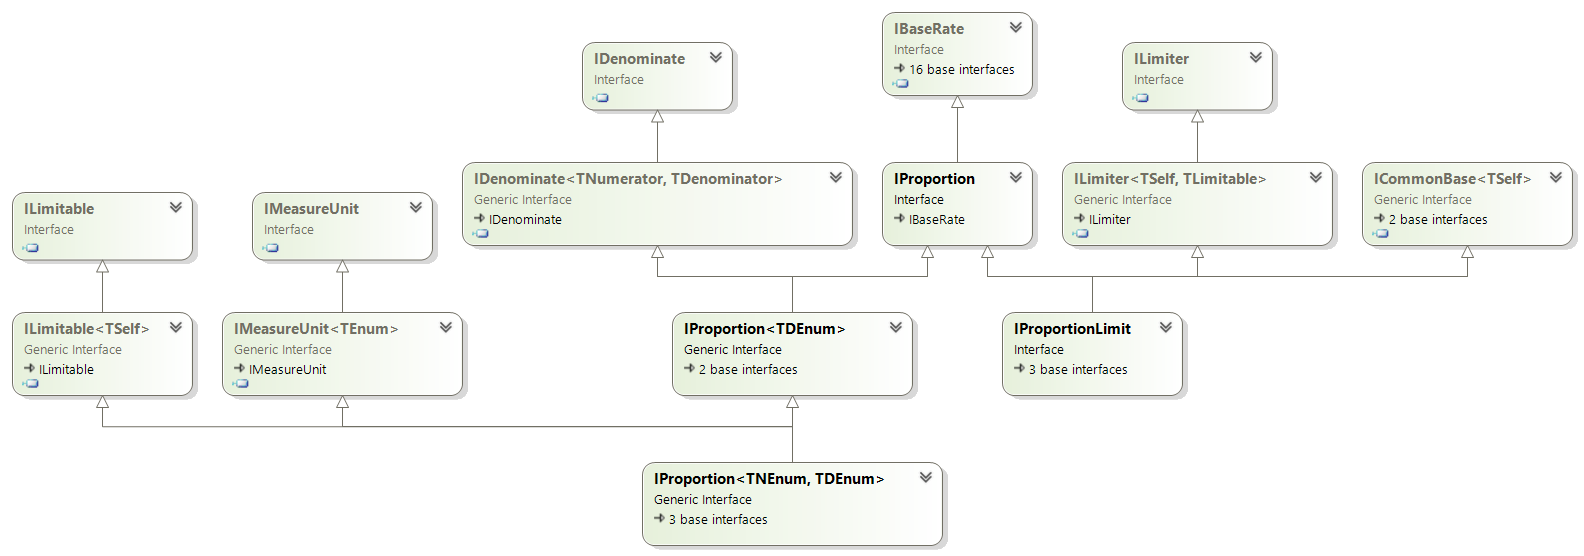 IBaseRate
Interface
16 base interfaces
IDenominate
Interface
ILimiter
Interface
IDenominate<TNumerator, TDenominator>
Generic Interface
IDenominate
IProportion
Interface
IBaseRate
ILimiter<TSelf, TLimitable>
Generic Interface
ILimiter
ICommonBase<TSelf>
Generic Interface
2 base interfaces
ILimitable
Interface
IMeasureUnit
Interface
ILimitable<TSelf>
Generic Interface
ILimitable
IMeasureUnit<TEnum>
Generic Interface
IMeasureUnit
IProportion<TDEnum>
Generic Interface
2 base interfaces
IProportionLimit
Interface
3 base interfaces
IProportion<TNEnum, TDEnum>
Generic Interface
3 base interfaces